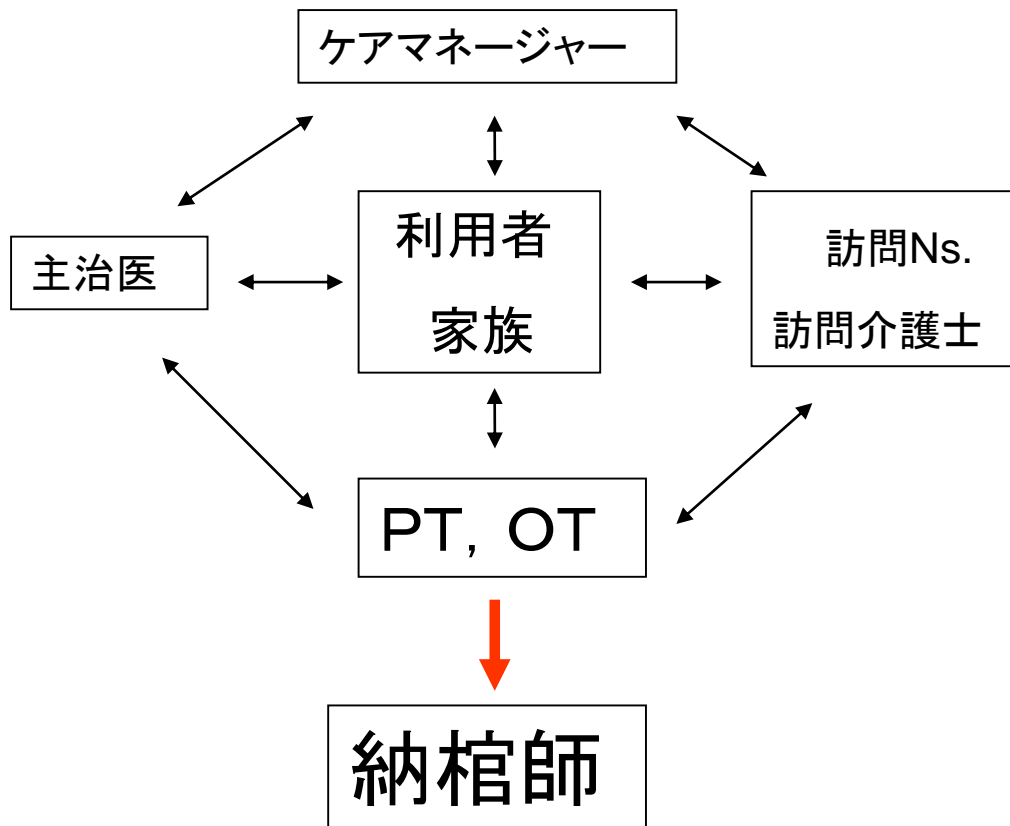 ケアマネージャー
主治医
利用者
家族
訪問Ns.
訪問介護士
PT, OT
納棺師